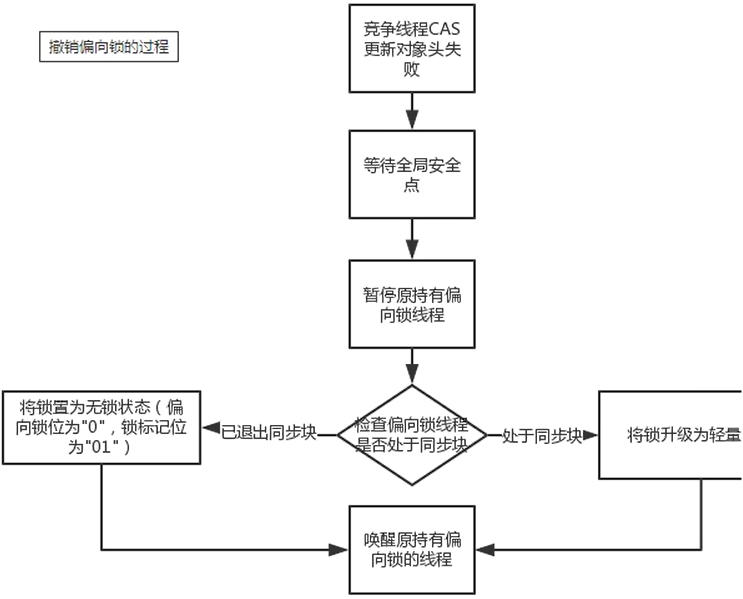 撤销偏向锁的过程
竞争线程CAS
更新对象头失
败
等待全局安全
点
暂停原持有偏
向锁线程
检查偏向锁线程
是否处于同步块
已退出同步块
处于同步块
将锁置为无锁状态（偏
向锁位为"0"，锁标记位
为"01"）
将锁升级为轻量
唤醒原持有偏
向锁的线程